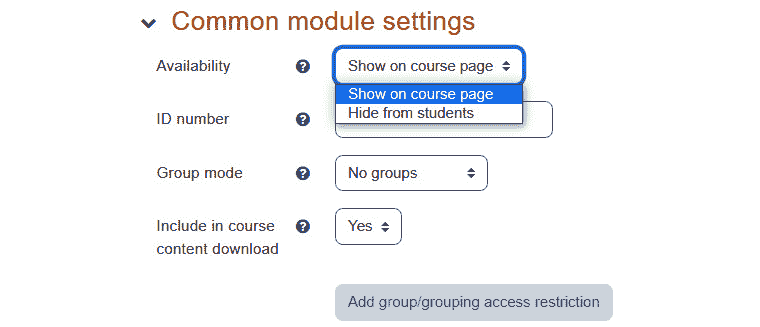 Common module settings
Availability
Show on course page
Show on course page
Hide from students
ID number
Group mode
No groups
Include in course
content download
Yes
Add group/grouping access restriction